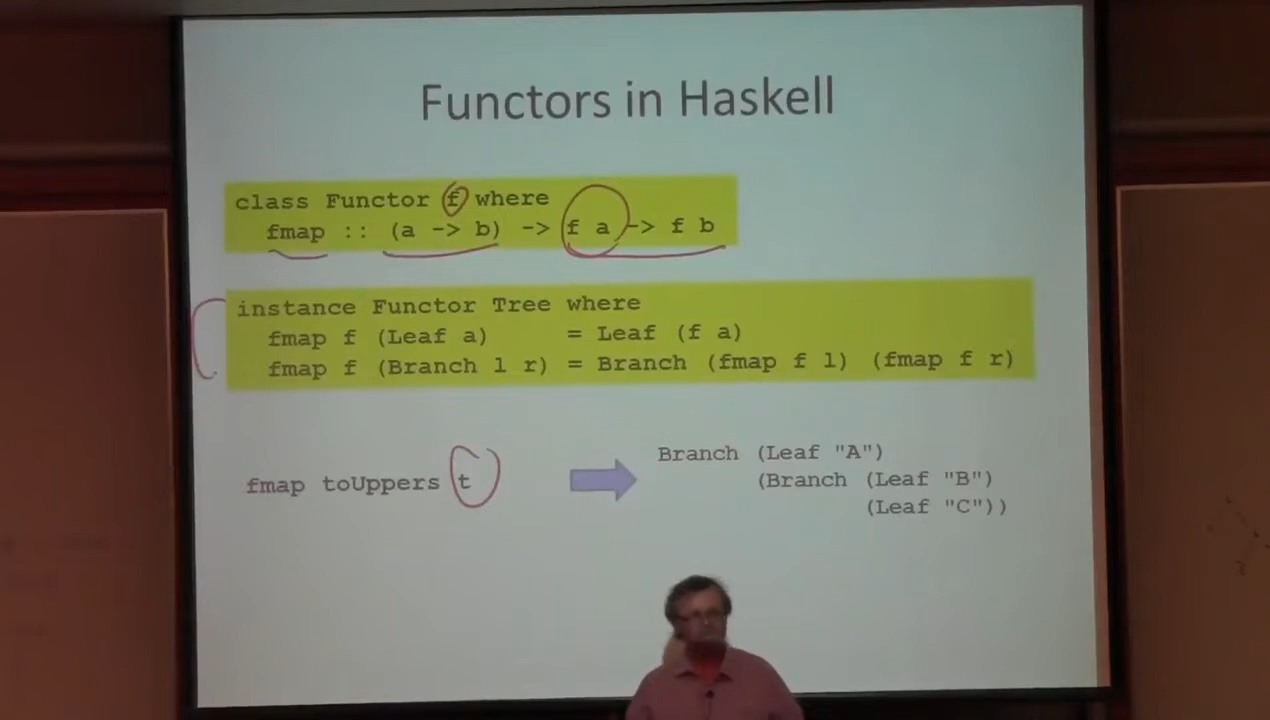 Functors in Haskell
class Functor f where
fmap :: (a -> b) -> f a -> f b
instance Functor Tree where
fmap f (Leaf a) = Leaf (f a)
fmap f (Branch l r) = Branch (fmap f l) (fmap f r)
fmap toUppers t
Branch (Leaf "A")
(Branch (Leaf "B")
(Leaf "C"))